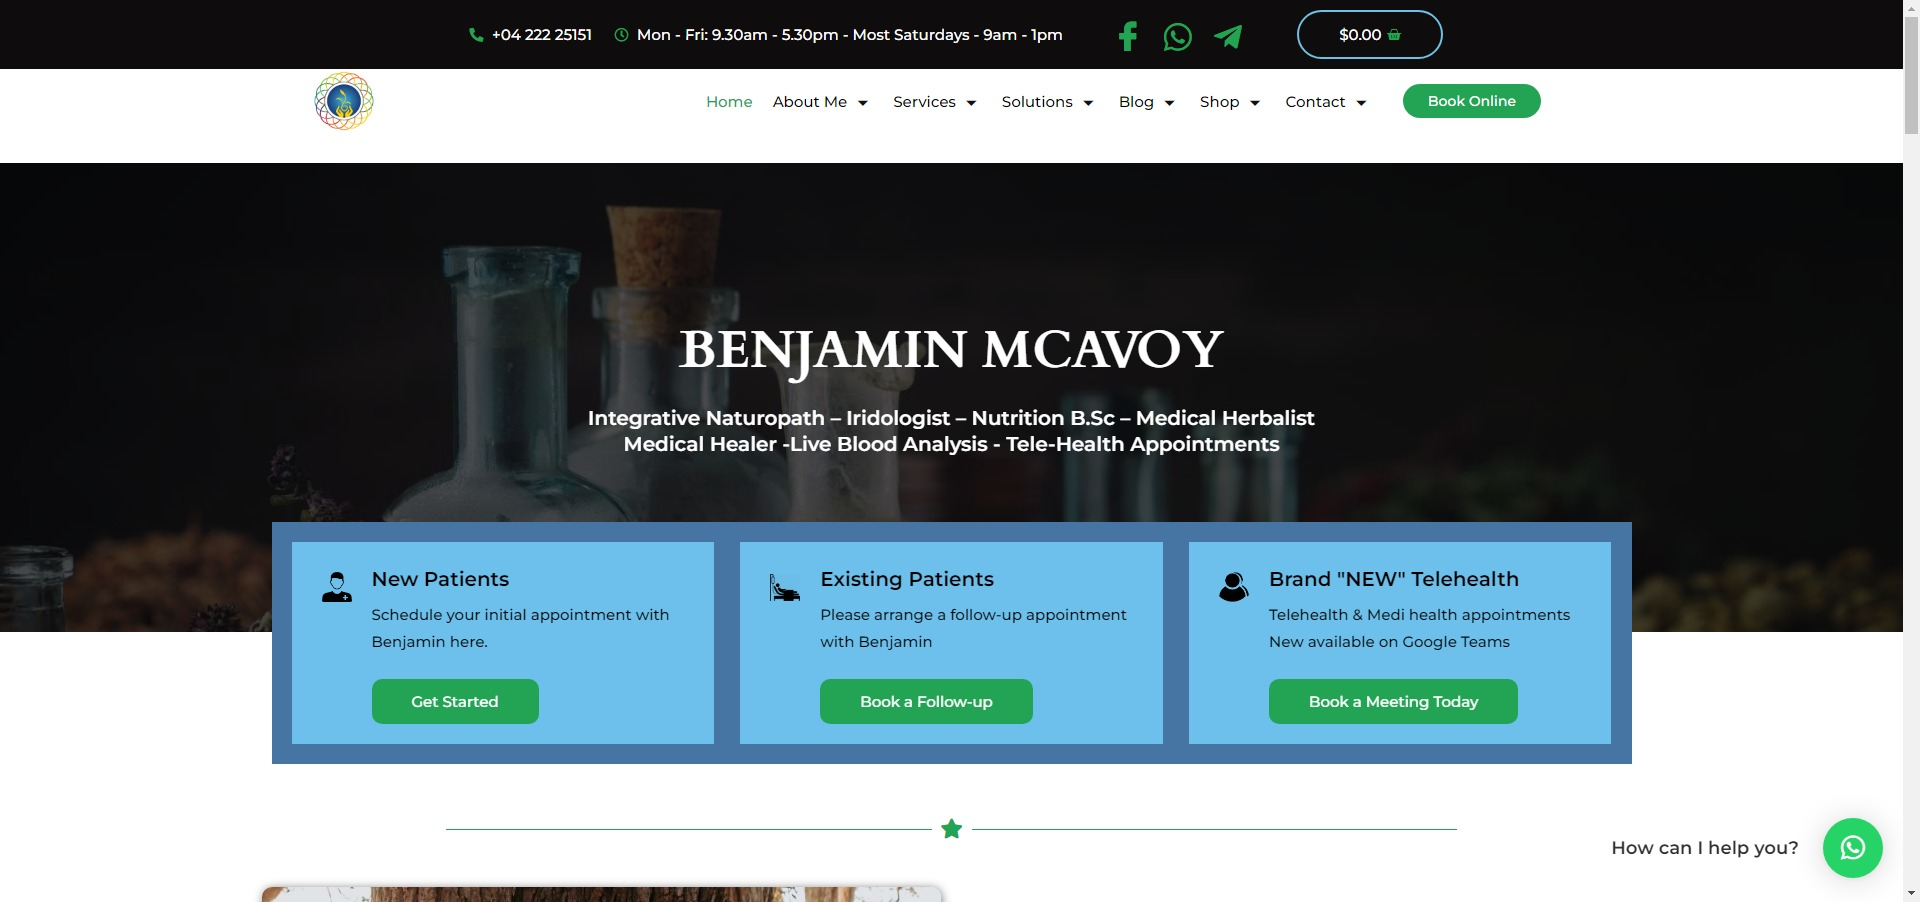 +04 222 25151
Mon - Fri: 9.30am - 5.30pm - Most Saturdays - 9am - 1pm
$0.00
Home
About Me
Services
Solutions
Blog
Shop
Contact
Book Online
BENJAMIN MCAVOY
Integrative Naturopath – Iridologist – Nutrition B.Sc – Medical Herbalist
Medical Healer -Live Blood Analysis - Tele-Health Appointments
New Patients
Schedule your initial appointment with
Benjamin here.
Get Started
Existing Patients
Please arrange a follow-up appointment
with Benjamin
Book a Follow-up
Brand "NEW" Telehealth
Telehealth & Medi health appointments
New available on Google Teams
Book a Meeting Today
How can I help you?